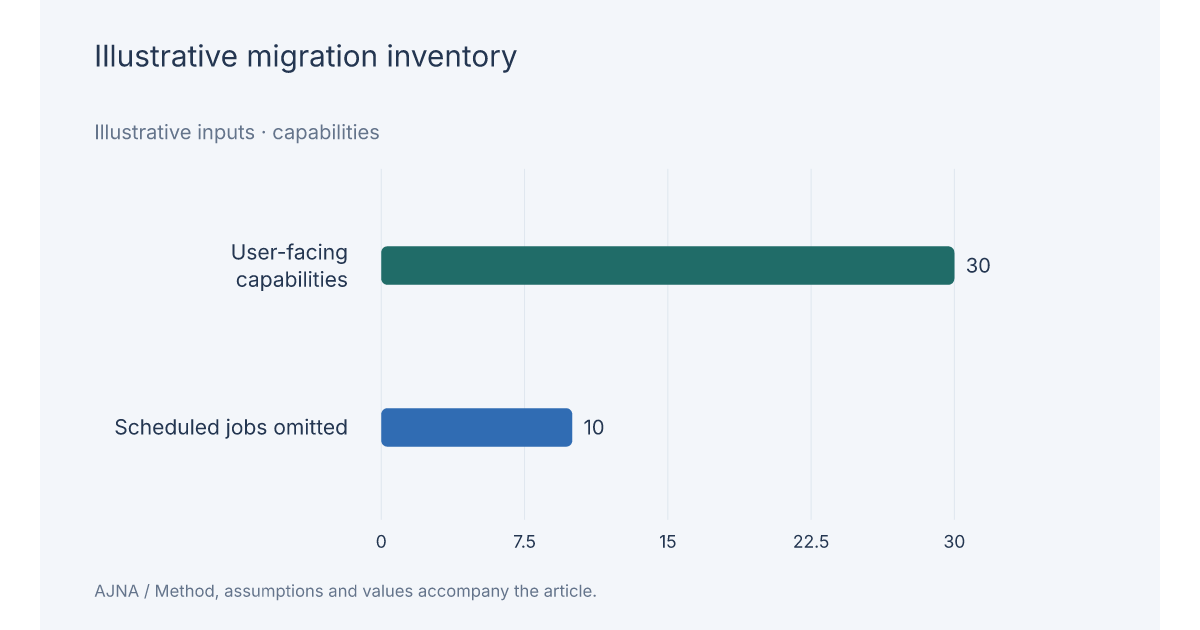 Illustrative migration inventory
Illustrative inputs · capabilities
User-facing
capabilities
30
Scheduled jobs omitted
10
0
7.5
15
22.5
30
AJNA / Method, assumptions and values accompany the article.